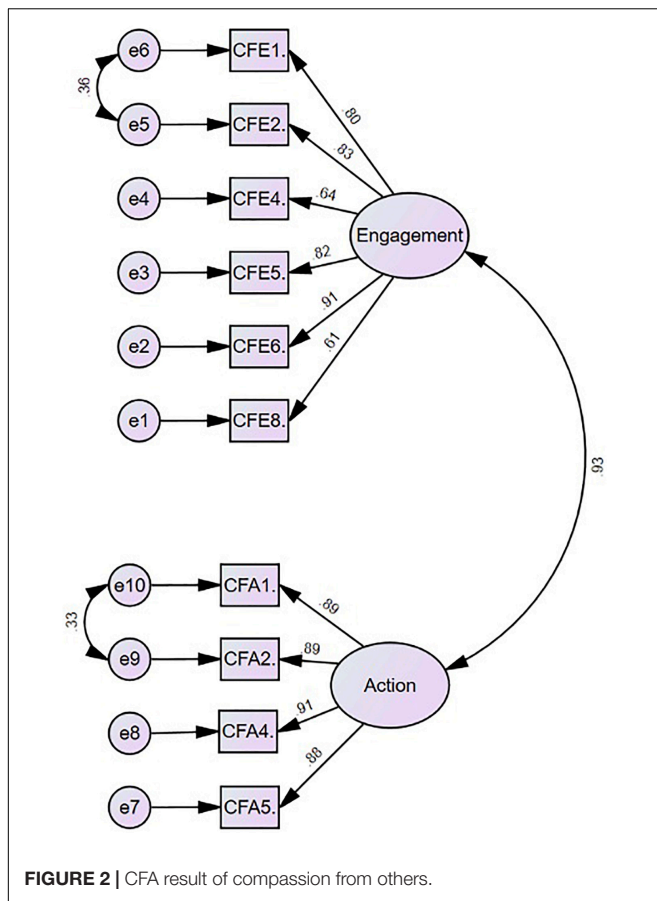 e6 CFE1. .80
.36
e5 CFE2. .83
e4 CFE4. .64
Engagement
e3 CFE5. .82
e2 CFE6. .91
e1 CFE8. .61
.93
e10 CFA1. .89
.33
e9 CFA2. .89
Action
e8 CFA4. .91
e7 CFA5. .88
FIGURE 2 | CFA result of compassion from others.